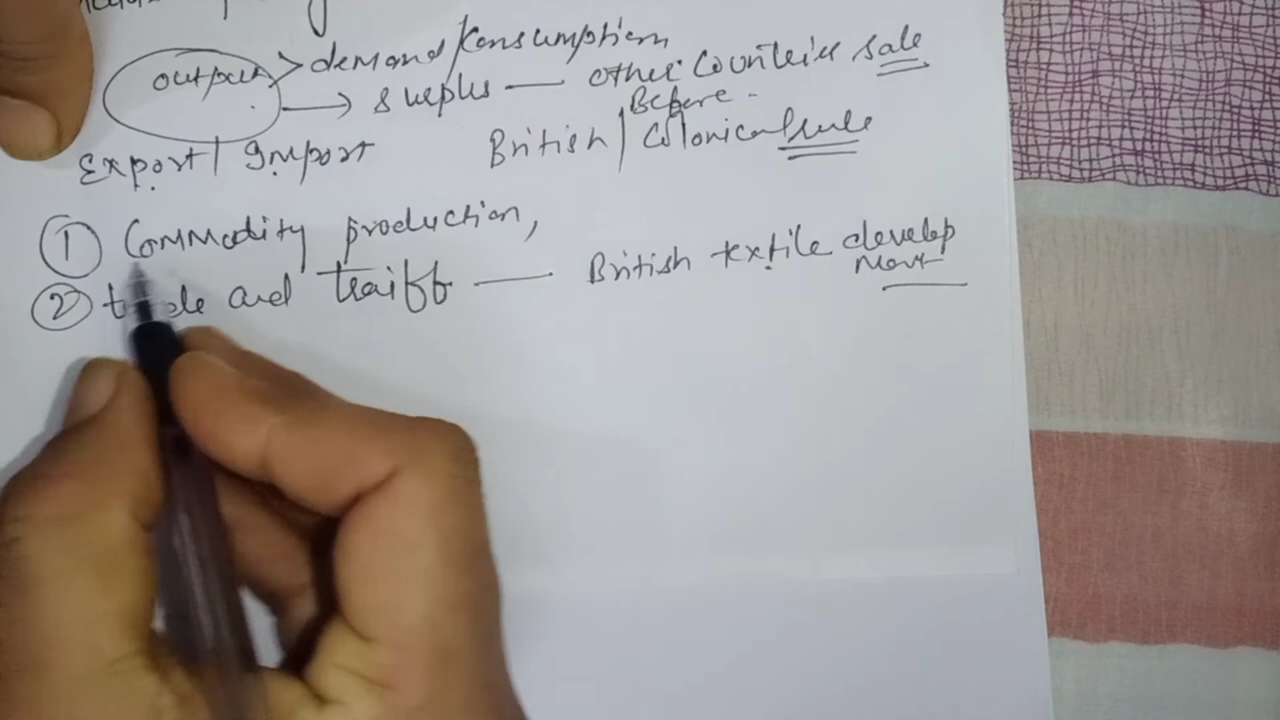 output > demand/consumption
→ surplus — other countries sale
Export / Import British / Before colonical rule
① Commodity production,
② trade and traiff — British textile development